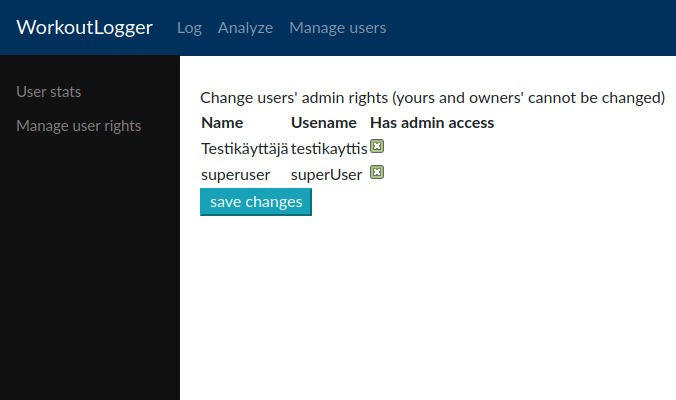 WorkoutLogger Log Analyze Manage users
User stats
Manage user rights
Change users' admin rights (yours and owners' cannot be changed)
Name Usename Has admin access
Testikäyttäjä testikayttis
superuser superUser
save changes